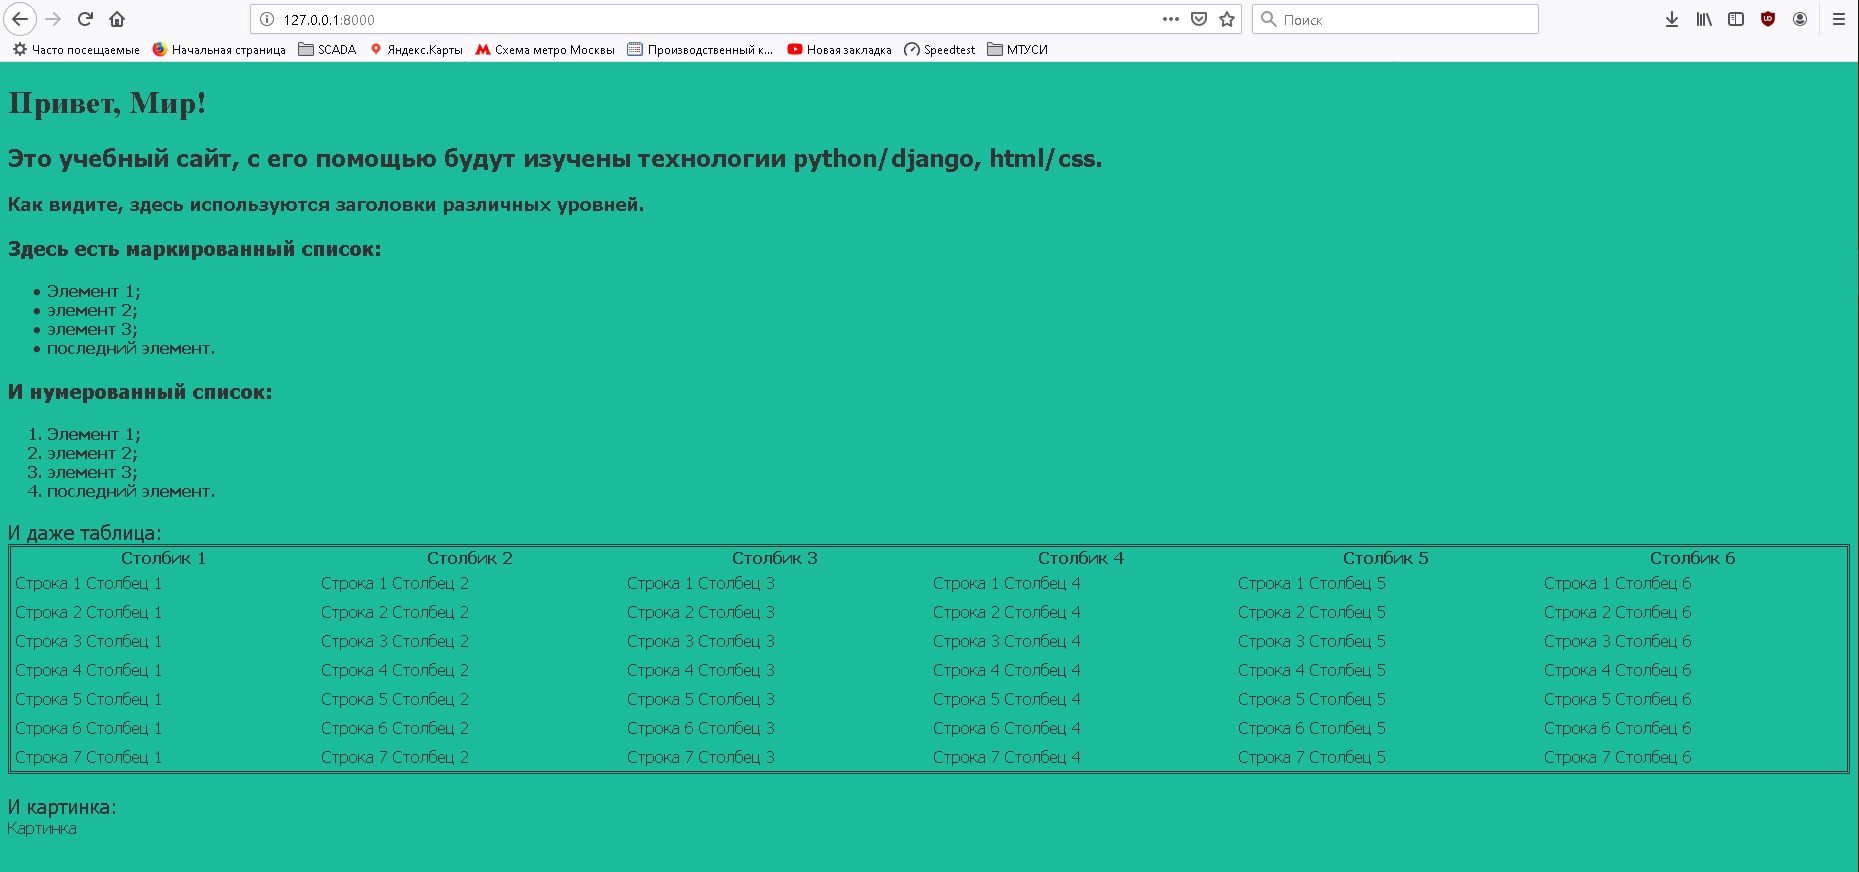 127.0.0.1:8000
Поиск
Часто посещаемые Начальная страница SCADA Яндекс.Карты Схема метро Москвы Производственный к... Новая закладка Speedtest МТУСИ
Привет, Мир!
Это учебный сайт, с его помощью будут изучены технологии python/django, html/css.
Как видите, здесь используются заголовки различных уровней.
Здесь есть маркированный список:
• Элемент 1;
• элемент 2;
• элемент 3;
• последний элемент.
И нумерованный список:
1. Элемент 1;
2. элемент 2;
3. элемент 3;
4. последний элемент.
И даже таблица:
Столбик 1 Столбик 2 Столбик 3 Столбик 4 Столбик 5 Столбик 6
Строка 1 Столбец 1 Строка 1 Столбец 2 Строка 1 Столбец 3 Строка 1 Столбец 4 Строка 1 Столбец 5 Строка 1 Столбец 6
Строка 2 Столбец 1 Строка 2 Столбец 2 Строка 2 Столбец 3 Строка 2 Столбец 4 Строка 2 Столбец 5 Строка 2 Столбец 6
Строка 3 Столбец 1 Строка 3 Столбец 2 Строка 3 Столбец 3 Строка 3 Столбец 4 Строка 3 Столбец 5 Строка 3 Столбец 6
Строка 4 Столбец 1 Строка 4 Столбец 2 Строка 4 Столбец 3 Строка 4 Столбец 4 Строка 4 Столбец 5 Строка 4 Столбец 6
Строка 5 Столбец 1 Строка 5 Столбец 2 Строка 5 Столбец 3 Строка 5 Столбец 4 Строка 5 Столбец 5 Строка 5 Столбец 6
Строка 6 Столбец 1 Строка 6 Столбец 2 Строка 6 Столбец 3 Строка 6 Столбец 4 Строка 6 Столбец 5 Строка 6 Столбец 6
Строка 7 Столбец 1 Строка 7 Столбец 2 Строка 7 Столбец 3 Строка 7 Столбец 4 Строка 7 Столбец 5 Строка 7 Столбец 6
И картинка:
Картинка